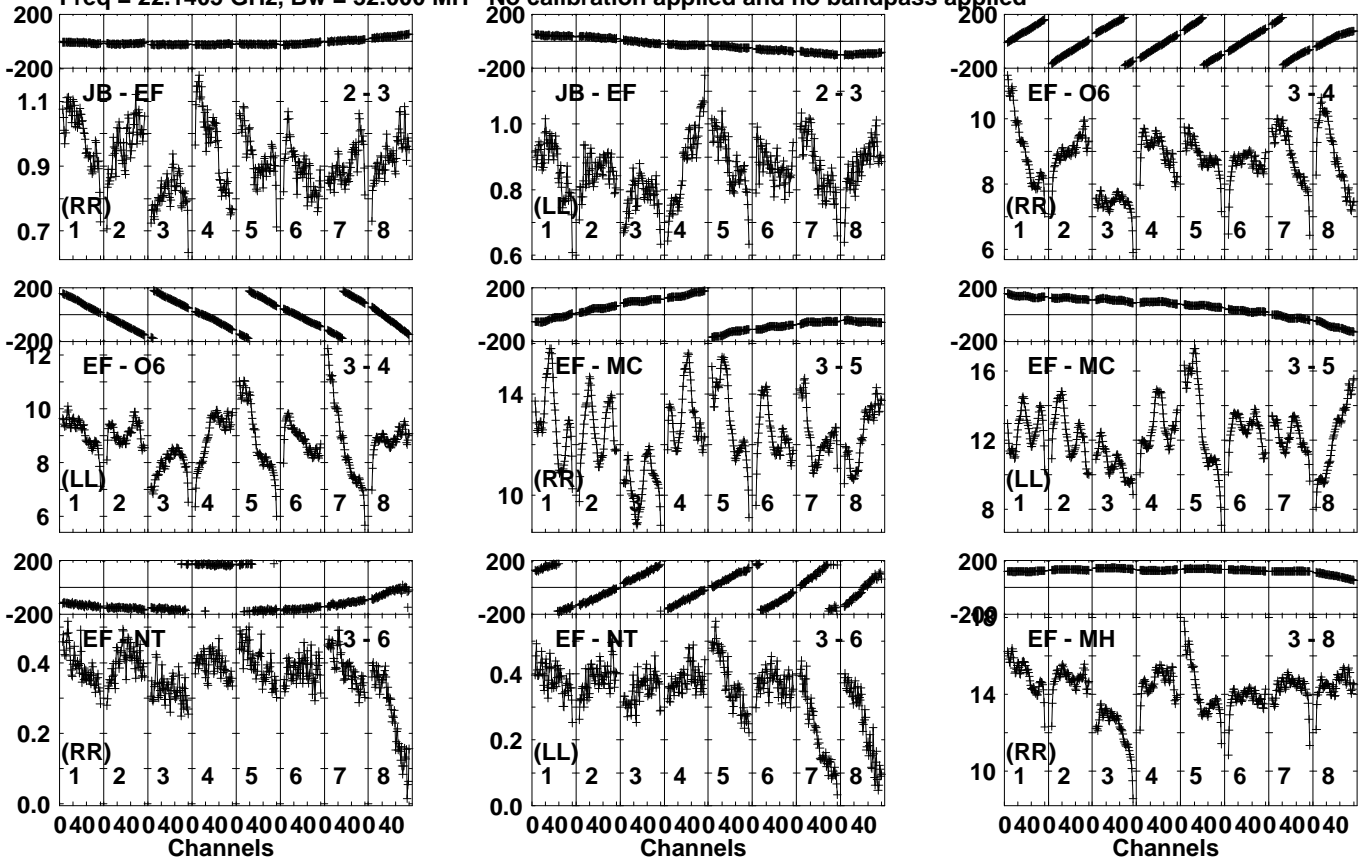 Freq = 22.1405 GHz, Bw = 32.000 MH No calibration applied and no bandpass applied
200 200 200
-200 -200 -200
JB - EF 2 - 3 JB - EF 2 - 3 EF - O6 3 - 4
1.1 1.0 10
0.9 0.8 8
0.7 0.6 6
(RR) (LL) (RR)
1 2 3 4 5 6 7 8 1 2 3 4 5 6 7 8 1 2 3 4 5 6 7 8
200 200 200
-200 -200 -200
EF - O6 3 - 4 EF - MC 3 - 5 EF - MC 3 - 5
12 14 16
10 10 12
8 8
6
(LL) (RR) (LL)
1 2 3 4 5 6 7 8 1 2 3 4 5 6 7 8 1 2 3 4 5 6 7 8
200 200 200
-200 -200 -200
EF - NT 3 - 6 EF - NT 3 - 6 EF - MH 3 - 8
0.4 0.4 18
0.2 0.2 14
0.0 0.0 10
(RR) (LL) (RR)
1 2 3 4 5 6 7 8 1 2 3 4 5 6 7 8 1 2 3 4 5 6 7 8
0 40 0 40 0 40 0 40 0 40 0 40 0 40 0 40 0 40 0 40 0 40 0 40 0 40 0 40 0 40 0 40 0 40 0 40 0 40 0 40 0 40 0 40 0 40 0 40
Channels Channels Channels